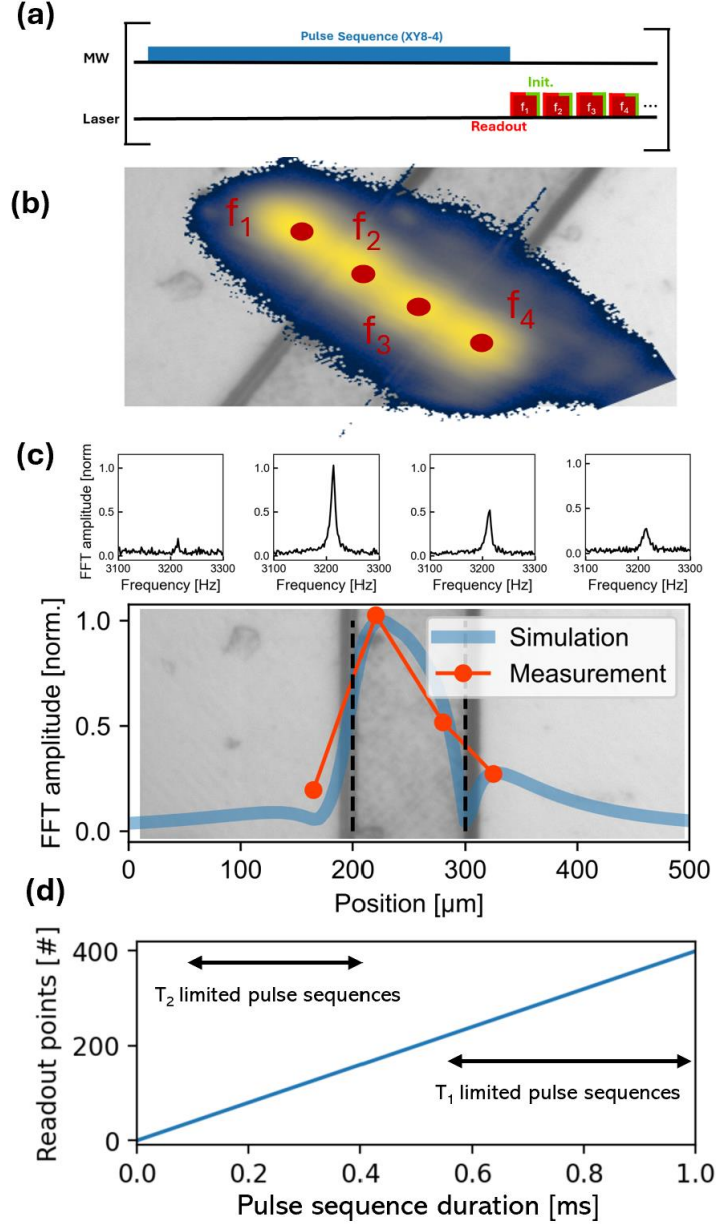 (a)
Pulse Sequence (XY8-4)
MW
Init.
Laser
f1 f2 f3 f4 ...
Readout
(b)
f1
f2
f3
f4
(c)
FFT amplitude [norm
1.0
0.5
0.0
3100 3200 3300
Frequency [Hz]
1.0
0.5
0.0
3100 3200 3300
Frequency [Hz]
1.0
0.5
0.0
3100 3200 3300
Frequency [Hz]
1.0
0.5
0.0
3100 3200 3300
Frequency [Hz]
FFT amplitude [norm.]
1.0
0.5
0.0
Simulation
Measurement
0 100 200 300 400 500
Position [µm]
(d)
Readout points [#]
400
200
0
T2 limited pulse sequences
T1 limited pulse sequences
0.0 0.2 0.4 0.6 0.8 1.0
Pulse sequence duration [ms]